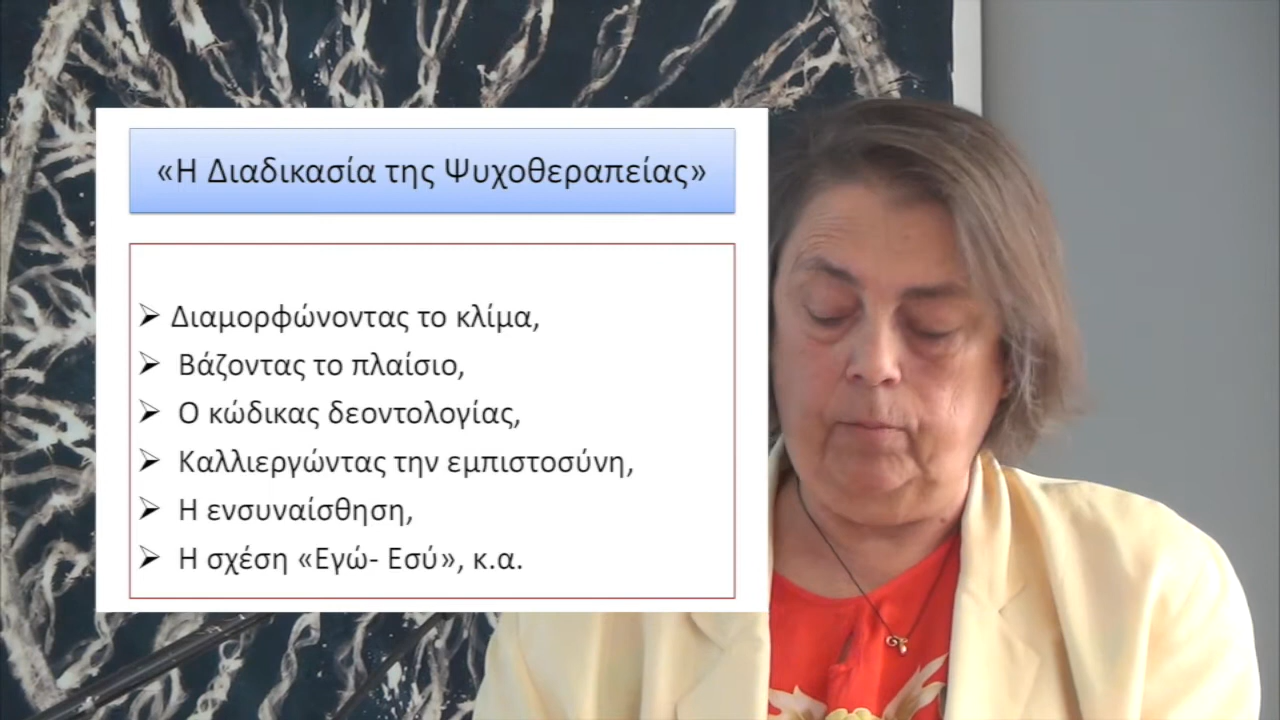 «Η Διαδικασία της Ψυχοθεραπείας»
➢ Διαμορφώνοντας το κλίμα,
➢ Βάζοντας το πλαίσιο,
➢ Ο κώδικας δεοντολογίας,
➢ Καλλιεργώντας την εμπιστοσύνη,
➢ Η ενσυναίσθηση,
➢ Η σχέση «Εγώ- Εσύ», κ.α.